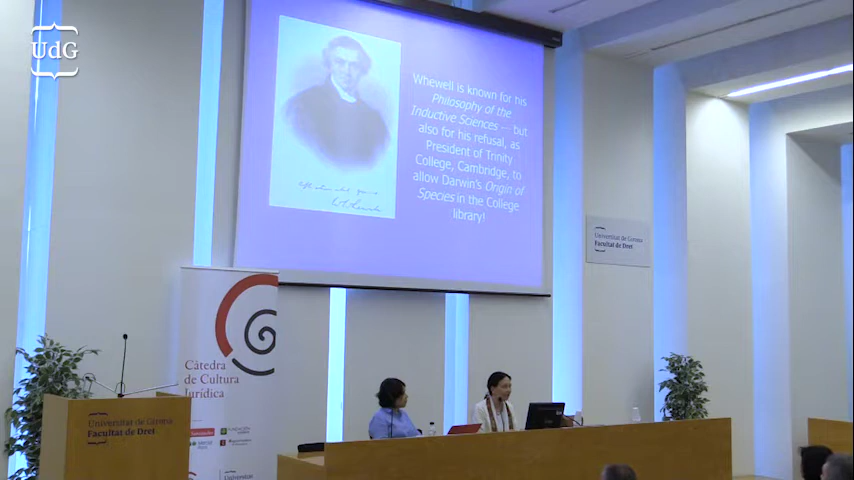 UdG
Whewell is known for his
Philosophy of the
Inductive Sciences — but
also for his refusal, as
President of Trinity
College, Cambridge, to
allow Darwin's Origin of
Species in the College
library!
Universitat de Girona
Facultat de Dret
Càtedra
de Cultura
Jurídica
Universitat de Girona
Facultat de Dret
Universitat